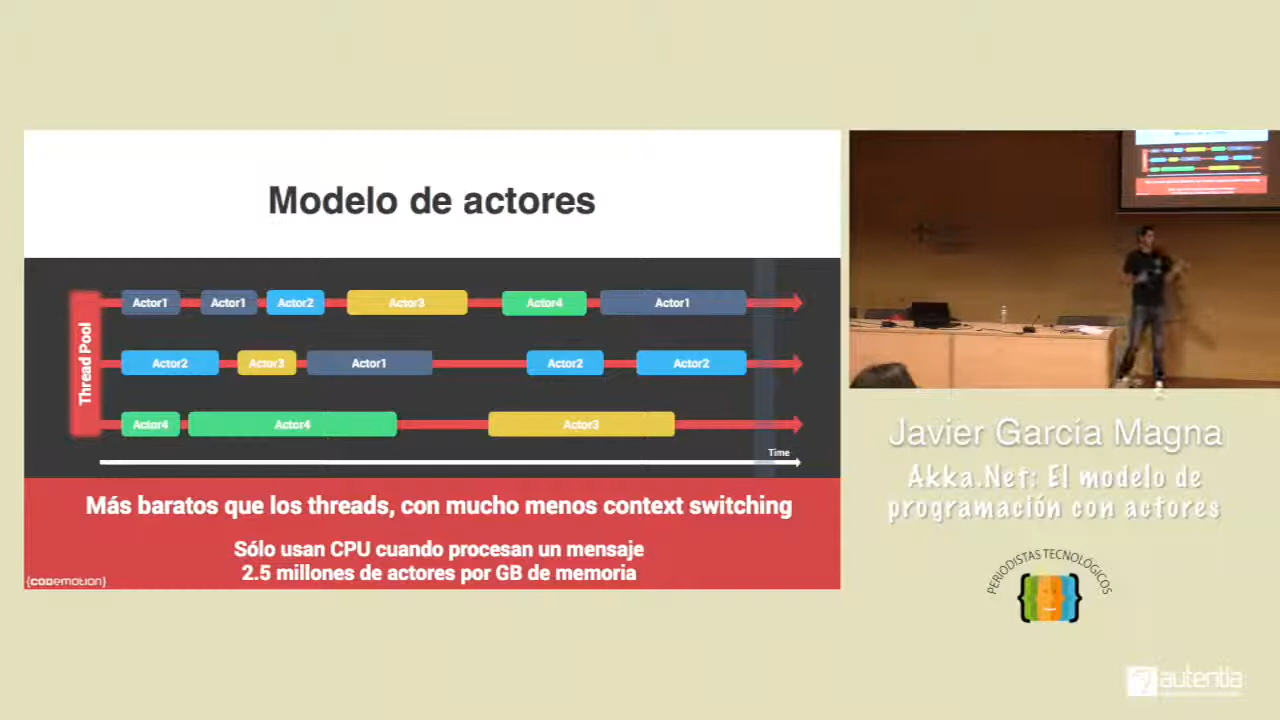 Modelo de actores
Thread Pool
Actor1 Actor1 Actor2 Actor3 Actor4 Actor1
Actor2 Actor3 Actor1 Actor2 Actor2
Actor4 Actor4 Actor3
Time
Más baratos que los threads, con mucho menos context switching
Sólo usan CPU cuando procesan un mensaje
2.5 millones de actores por GB de memoria
{codemotion}
Javier García Magna
Akka.Net: El modelo de
programación con actores
PERIODISTAS TECNOLÓGICOS
autentia